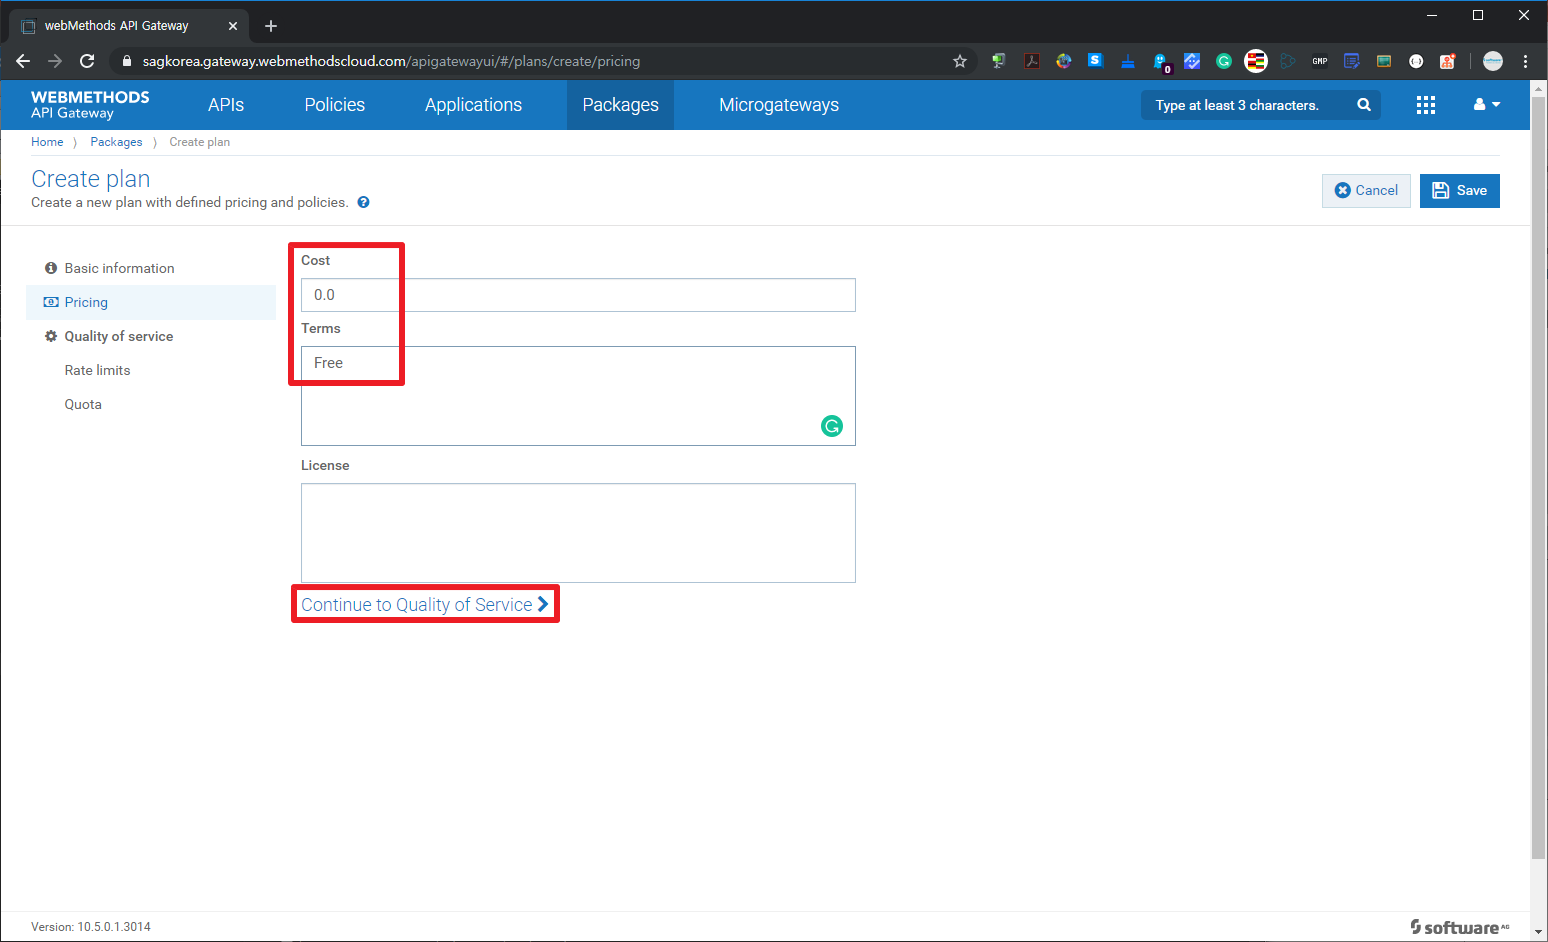 webMethods API Gateway
sagkorea.gateway.webmethodscloud.com/apigatewayui/#/plans/create/pricing
S
0
G
GMP
WEBMETHODS
API Gateway
APIs
Policies
Applications
Packages
Microgateways
Type at least 3 characters.
Home 〉 Packages 〉 Create plan
Create plan
Create a new plan with defined pricing and policies. ?
Cancel
Save
Basic information
Pricing
Quality of service
Rate limits
Quota
Cost
0.0
Terms
Free
License
Continue to Quality of Service
Version: 10.5.0.1.3014
software AG